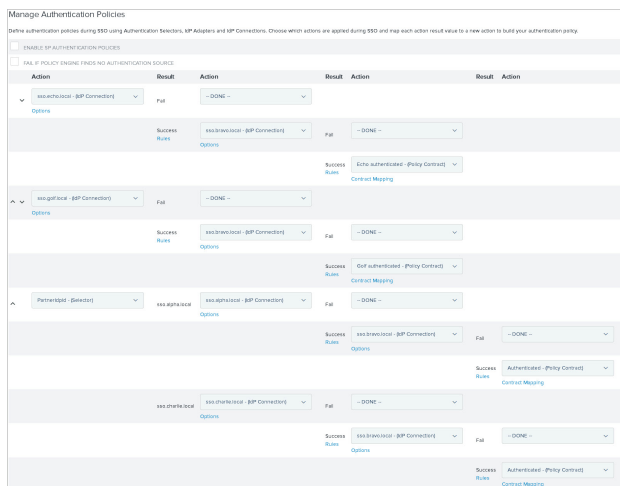 Manage Authentication Policies
Define authentication policies during SSO using Authentication Selectors, IdP Adapters and IdP Connections. Choose which actions are applied during SSO and map each action result value to a new action to build your authentication policy.
ENABLE SP AUTHENTICATION POLICIES
FAIL IF POLICY ENGINE FINDS NO AUTHENTICATION SOURCE
Action Result Action Result Action Result Action
sso.echo.local - (IdP Connection) Fail -- DONE --
Options
Success sso.bravo.local - (IdP Connection) Fail -- DONE --
Rules Options
Success Echo authenticated - (Policy Contract)
Rules Contract Mapping
sso.golf.local - (IdP Connection) Fail -- DONE --
Options
Success sso.bravo.local - (IdP Connection) Fail -- DONE --
Rules Options
Success Golf authenticated - (Policy Contract)
Rules Contract Mapping
PartnerIdpId - (Selector) sso.alpha.local sso.alpha.local - (IdP Connection) Fail -- DONE --
Options
Success sso.bravo.local - (IdP Connection) Fail -- DONE --
Rules Options
Success Authenticated - (Policy Contract)
Rules Contract Mapping
sso.charlie.local sso.charlie.local - (IdP Connection) Fail -- DONE --
Options
Success sso.bravo.local - (IdP Connection) Fail -- DONE --
Rules Options
Success Authenticated - (Policy Contract)
Rules Contract Mapping